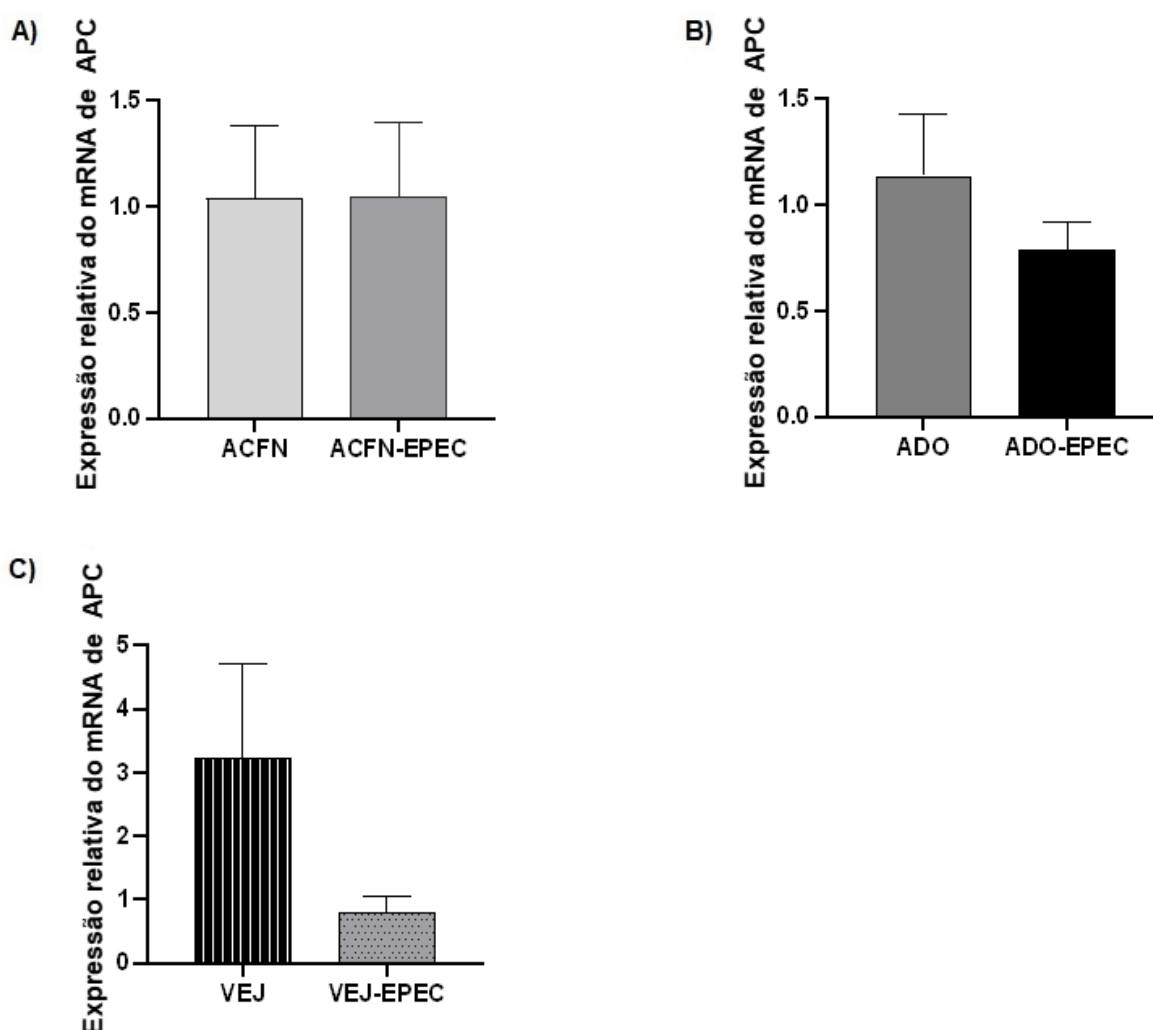 A)
Expressão relativa do mRNA de APC
1.5
1.0
0.5
0.0
ACFN
ACFN-EPEC
B)
Expressão relativa do mRNA de APC
1.5
1.0
0.5
0.0
ADO
ADO-EPEC
C)
Expressão relativa do mRNA de APC
5
4
3
2
1
0
VEJ
VEJ-EPEC